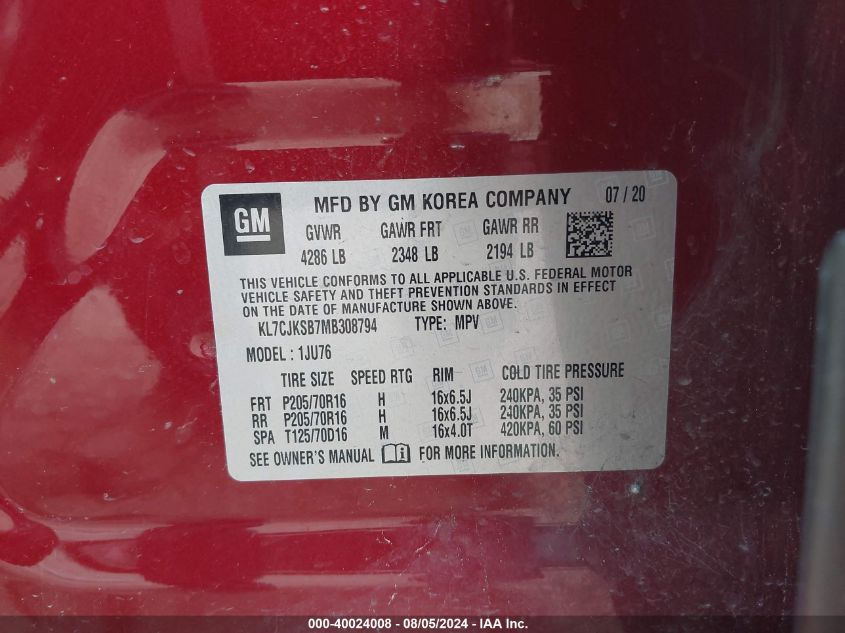 GM
MFD BY GM KOREA COMPANY 07 / 20
GVWR GAWR FRT GAWR RR
4286 LB 2348 LB 2194 LB
THIS VEHICLE CONFORMS TO ALL APPLICABLE U.S. FEDERAL MOTOR
VEHICLE SAFETY AND THEFT PREVENTION STANDARDS IN EFFECT
ON THE DATE OF MANUFACTURE SHOWN ABOVE.
KL7CJKSB7MB308794 TYPE: MPV
MODEL : 1JU76
TIRE SIZE SPEED RTG RIM COLD TIRE PRESSURE
FRT P205/70R16 H 16x6.5J 240KPA, 35 PSI
RR P205/70R16 H 16x6.5J 240KPA, 35 PSI
SPA T125/70D16 M 16x4.0T 420KPA, 60 PSI
SEE OWNER'S MANUAL FOR MORE INFORMATION.
000-40024008 - 08/05/2024 - © IAA Inc.